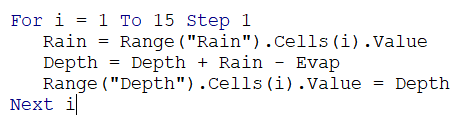 For i = 1 To 15 Step 1
Rain = Range("Rain").Cells(i).Value
Depth = Depth + Rain - Evap
Range("Depth").Cells(i).Value = Depth
Next i